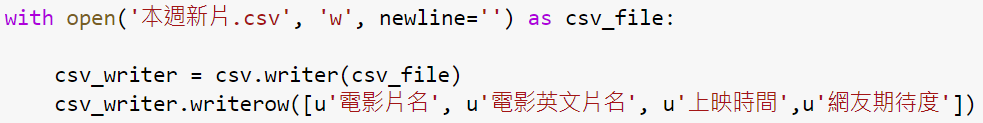 with open('本週新片.csv', 'w', newline='') as csv_file:
csv_writer = csv.writer(csv_file)
csv_writer.writerow([u'電影片名', u'電影英文片名', u'上映時間',u'網友期待度'])